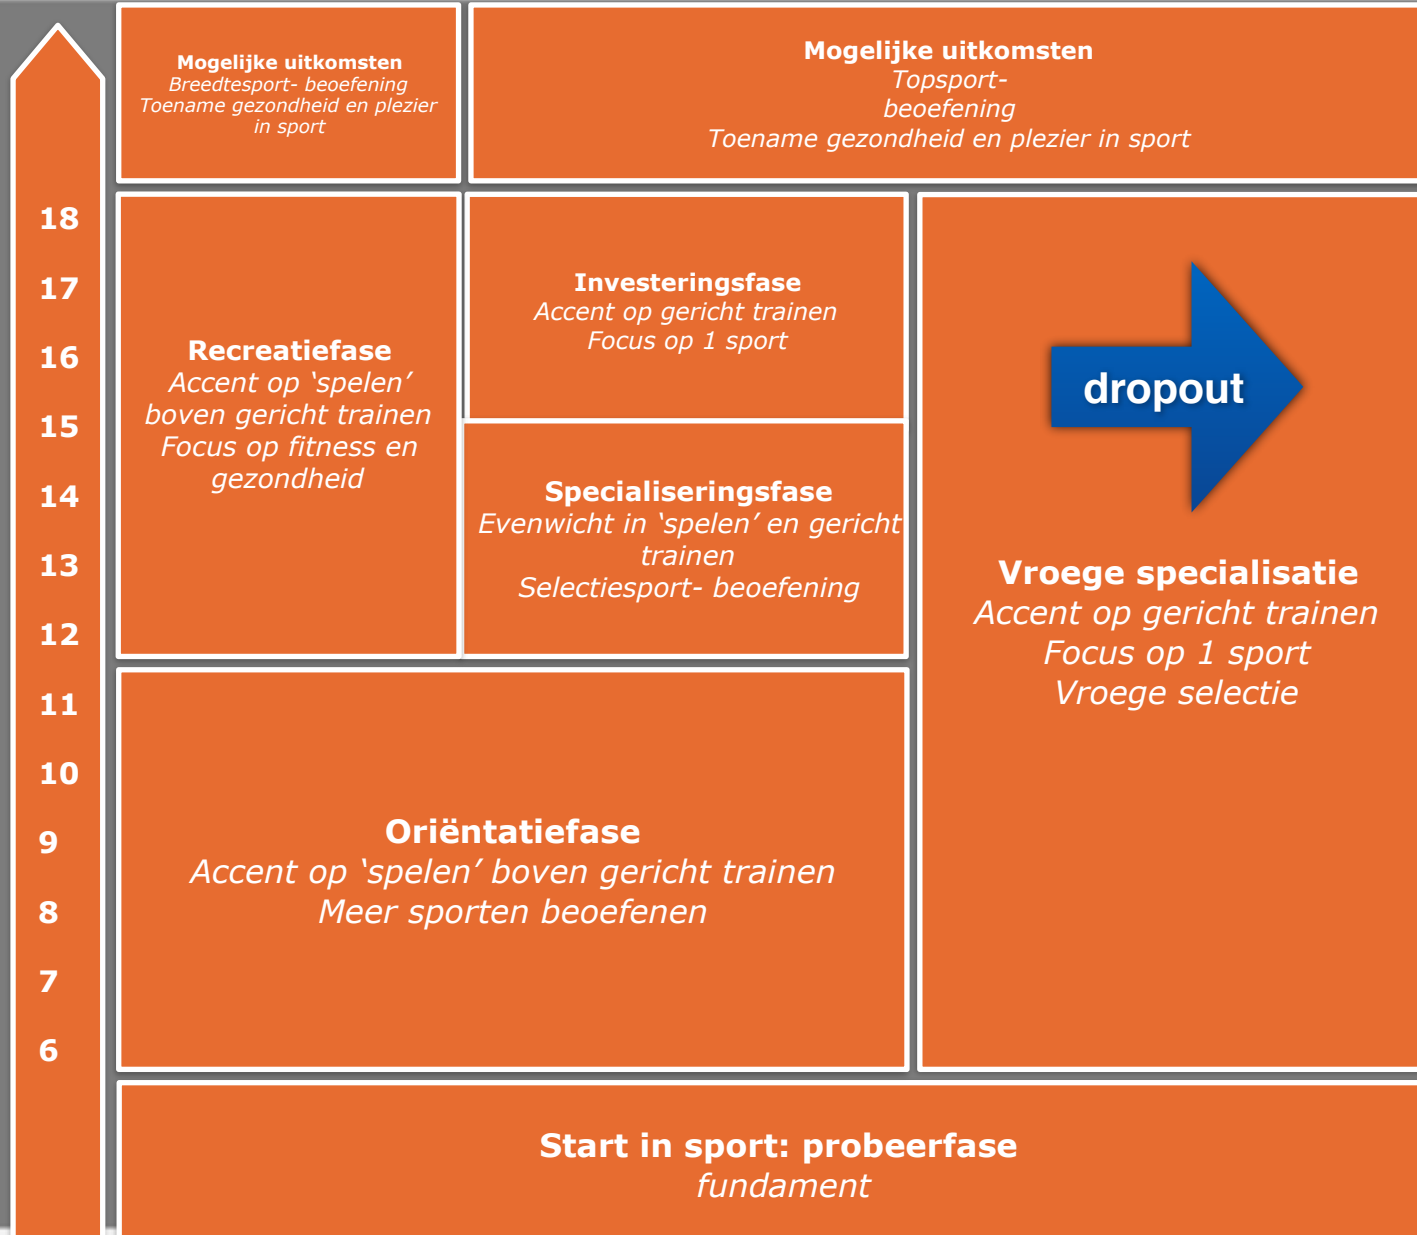 Mogelijke uitkomsten
Breedtesport- beoefening
Toename gezondheid en plezier
in sport
Mogelijke uitkomsten
Topsport-
beoefening
Toename gezondheid en plezier in sport
18
17
16
15
14
13
12
11
10
9
8
7
6
Recreatiefase
Accent op ‘spelen’
boven gericht trainen
Focus op fitness en
gezondheid
Investeringsfase
Accent op gericht trainen
Focus op 1 sport
Specialiseringsfase
Evenwicht in ‘spelen’ en gericht
trainen
Selectiesport- beoefening
dropout
Vroege specialisatie
Accent op gericht trainen
Focus op 1 sport
Vroege selectie
Oriëntatiefase
Accent op ‘spelen’ boven gericht trainen
Meer sporten beoefenen
Start in sport: probeerfase
fundament